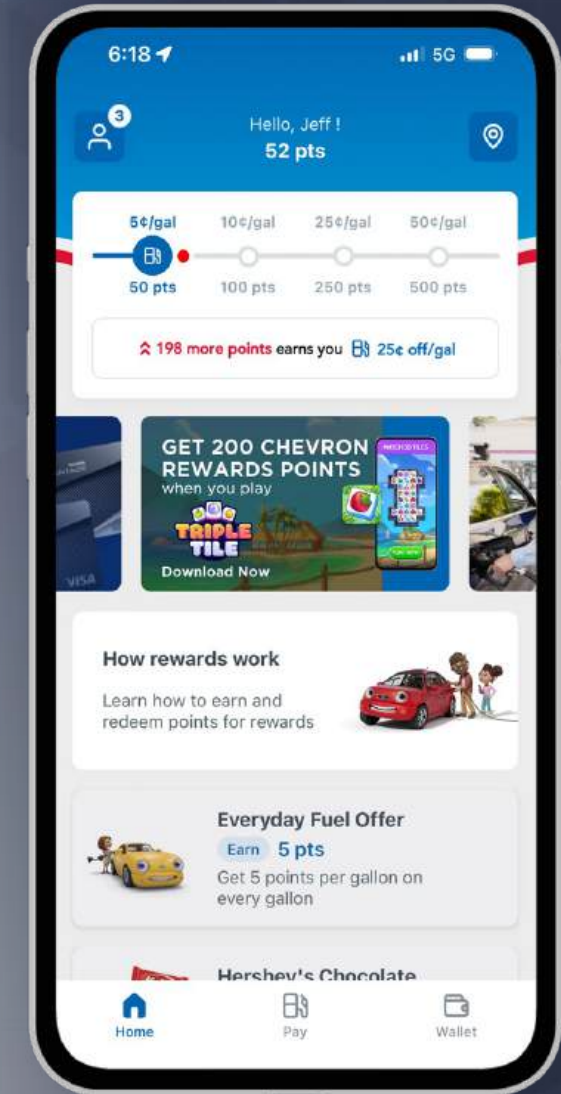 6:18
5G
3
Hello, Jeff !
52 pts
5¢/gal 10¢/gal 25¢/gal 50¢/gal
50 pts 100 pts 250 pts 500 pts
198 more points earns you 25¢ off/gal
GET 200 CHEVRON
REWARDS POINTS
when you play
TRIPLE
TILE
Download Now
VISA
How rewards work
Learn how to earn and
redeem points for rewards
Everyday Fuel Offer
Earn 5 pts
Get 5 points per gallon on
every gallon
Hershey's Chocolate
Home Pay Wallet